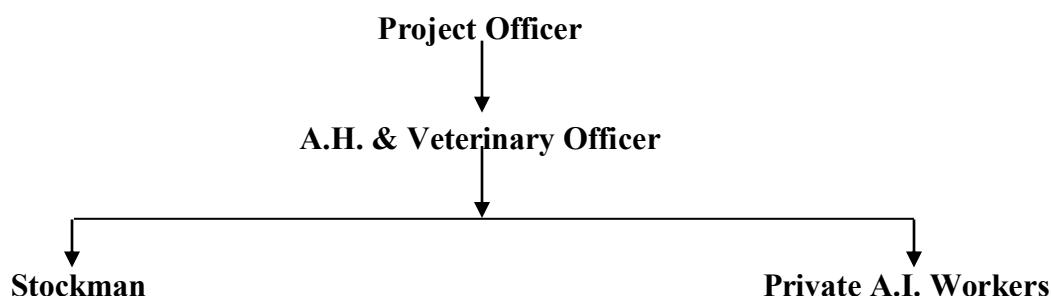 Project Officer
A.H. & Veterinary Officer
Stockman Private A.I. Workers